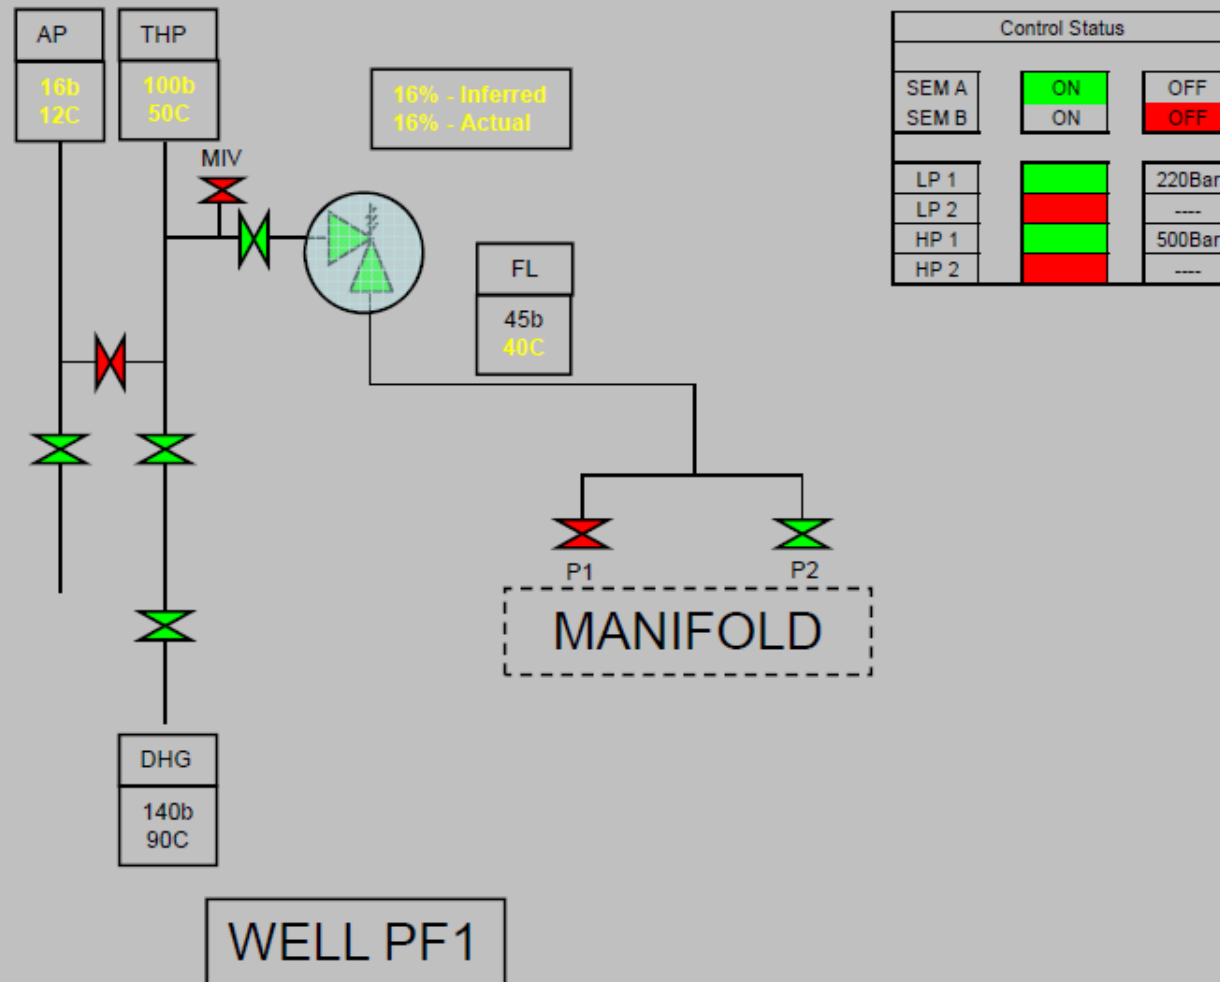 AP
16b
12C
THP
100b
50C
16% - Inferred
16% - Actual
MIV
FL
45b
40C
P1
P2
MANIFOLD
DHG
140b
90C
WELL PF1
Control Status
SEM A ON OFF
SEM B ON OFF
LP 1 220Bar
LP 2 ----
HP 1 500Bar
HP 2 ----